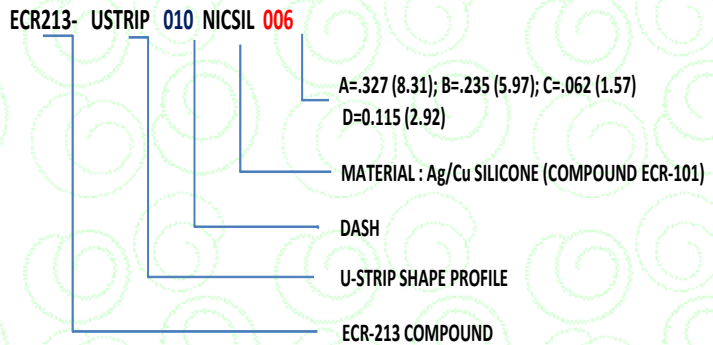 ECR213- USTRIP 010 NICSIL 006
A=.327 (8.31); B=.235 (5.97); C=.062 (1.57)
D=0.115 (2.92)
MATERIAL : Ag/Cu SILICONE (COMPOUND ECR-101)
DASH
U-STRIP SHAPE PROFILE
ECR-213 COMPOUND